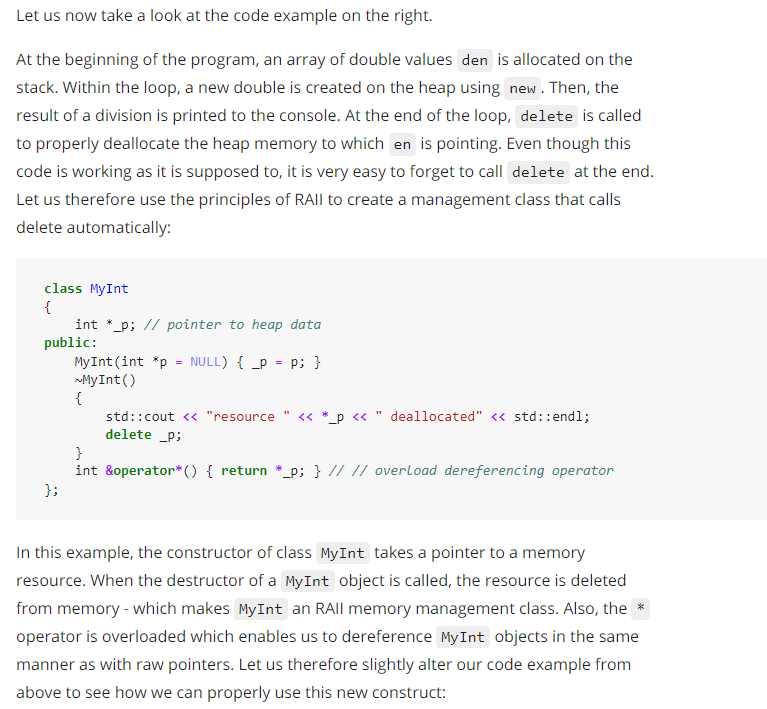 Let us now take a look at the code example on the right.
At the beginning of the program, an array of double values den is allocated on the
stack. Within the loop, a new double is created on the heap using new . Then, the
result of a division is printed to the console. At the end of the loop, delete is called
to properly deallocate the heap memory to which en is pointing. Even though this
code is working as it is supposed to, it is very easy to forget to call delete at the end.
Let us therefore use the principles of RAII to create a management class that calls
delete automatically:
class MyInt
{
    int *_p; // pointer to heap data
public:
    MyInt(int *p = NULL) { _p = p; }
    ~MyInt()
    {
        std::cout << "resource " << *_p << " deallocated" << std::endl;
        delete _p;
    }
    int &operator*() { return *_p; } // // overload dereferencing operator
};
In this example, the constructor of class MyInt takes a pointer to a memory
resource. When the destructor of a MyInt object is called, the resource is deleted
from memory - which makes MyInt an RAII memory management class. Also, the *
operator is overloaded which enables us to dereference MyInt objects in the same
manner as with raw pointers. Let us therefore slightly alter our code example from
above to see how we can properly use this new construct: